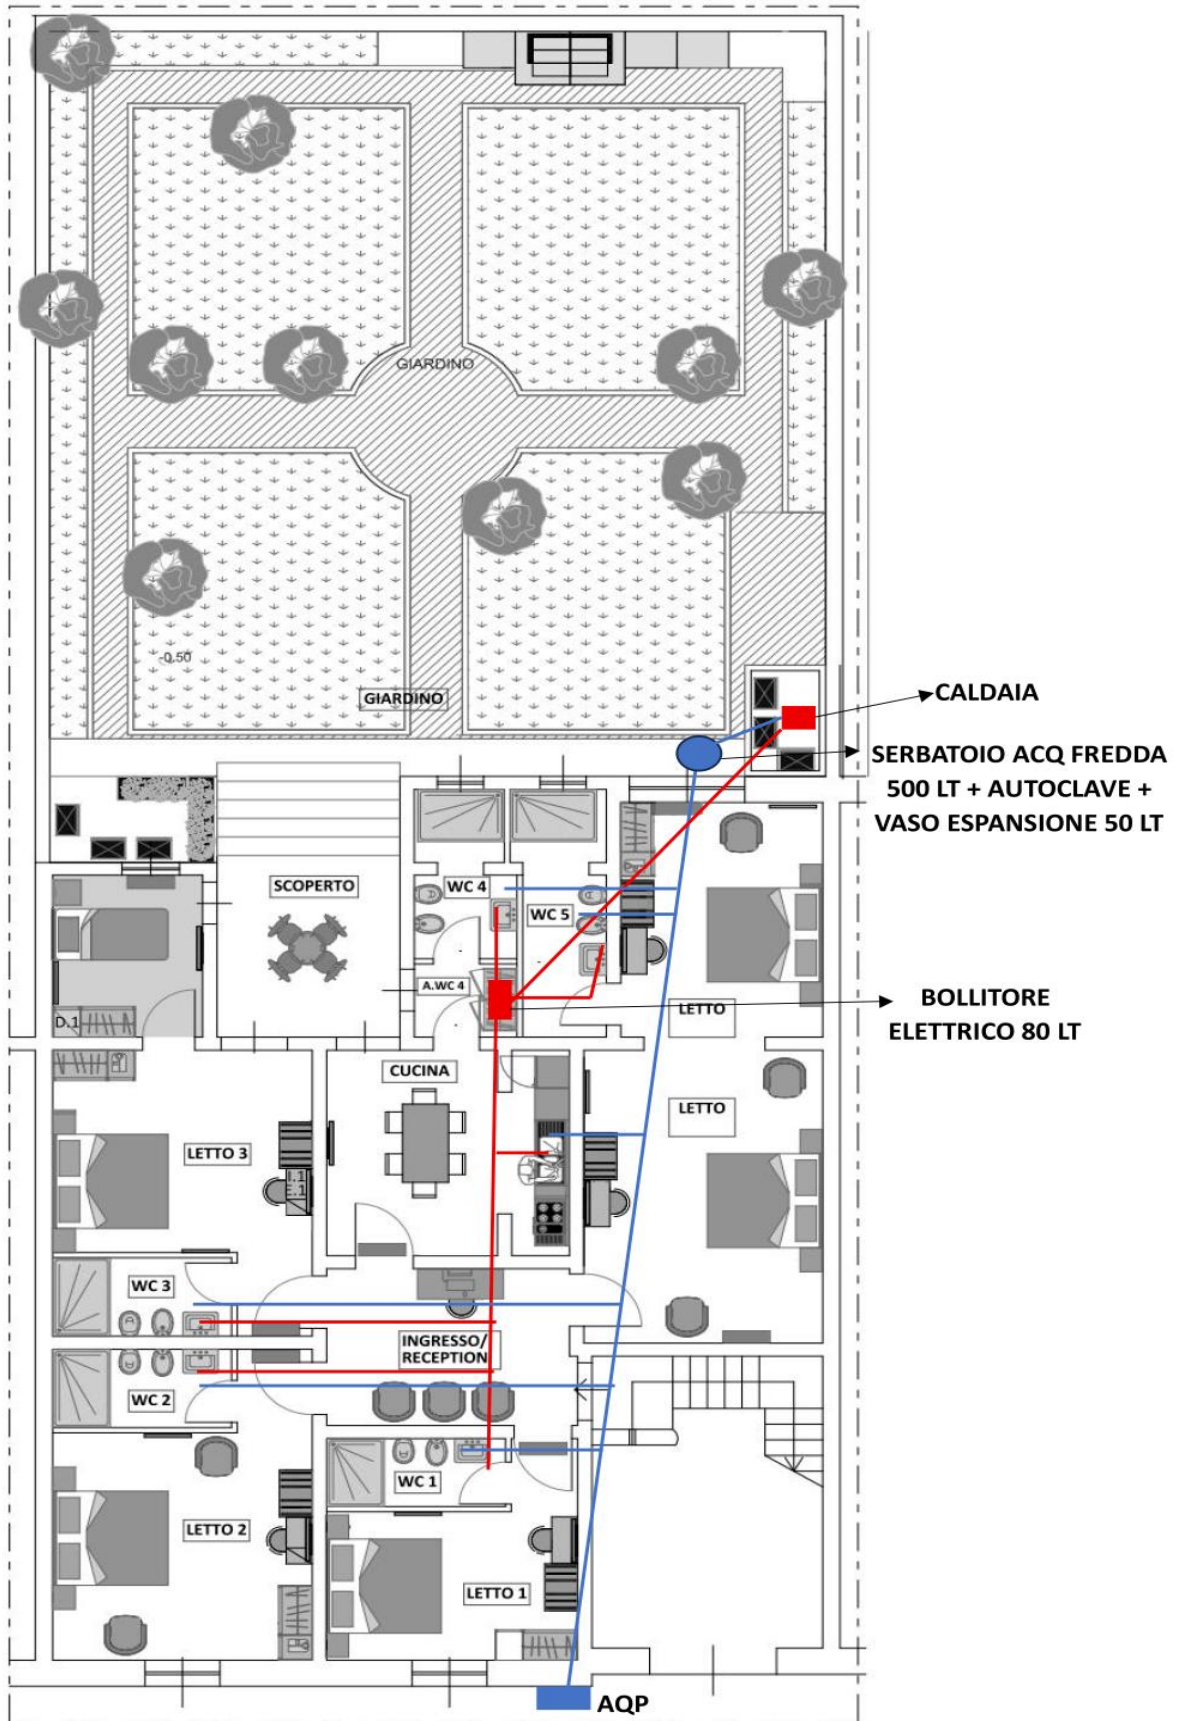 GIARDINO
-0.50
GIARDINO
CALDAIA
SERBATOIO ACQ FREDDA
500 LT + AUTOCLAVE +
VASO ESPANSIONE 50 LT
SCOPERTO
WC 4
WC 5
A.WC 4
D.1
LETTO
BOLLITORE
ELETTRICO 80 LT
CUCINA
LETTO
LETTO 3
WC 3
INGRESSO/
RECEPTION
WC 2
WC 1
LETTO 2
LETTO 1
AQP